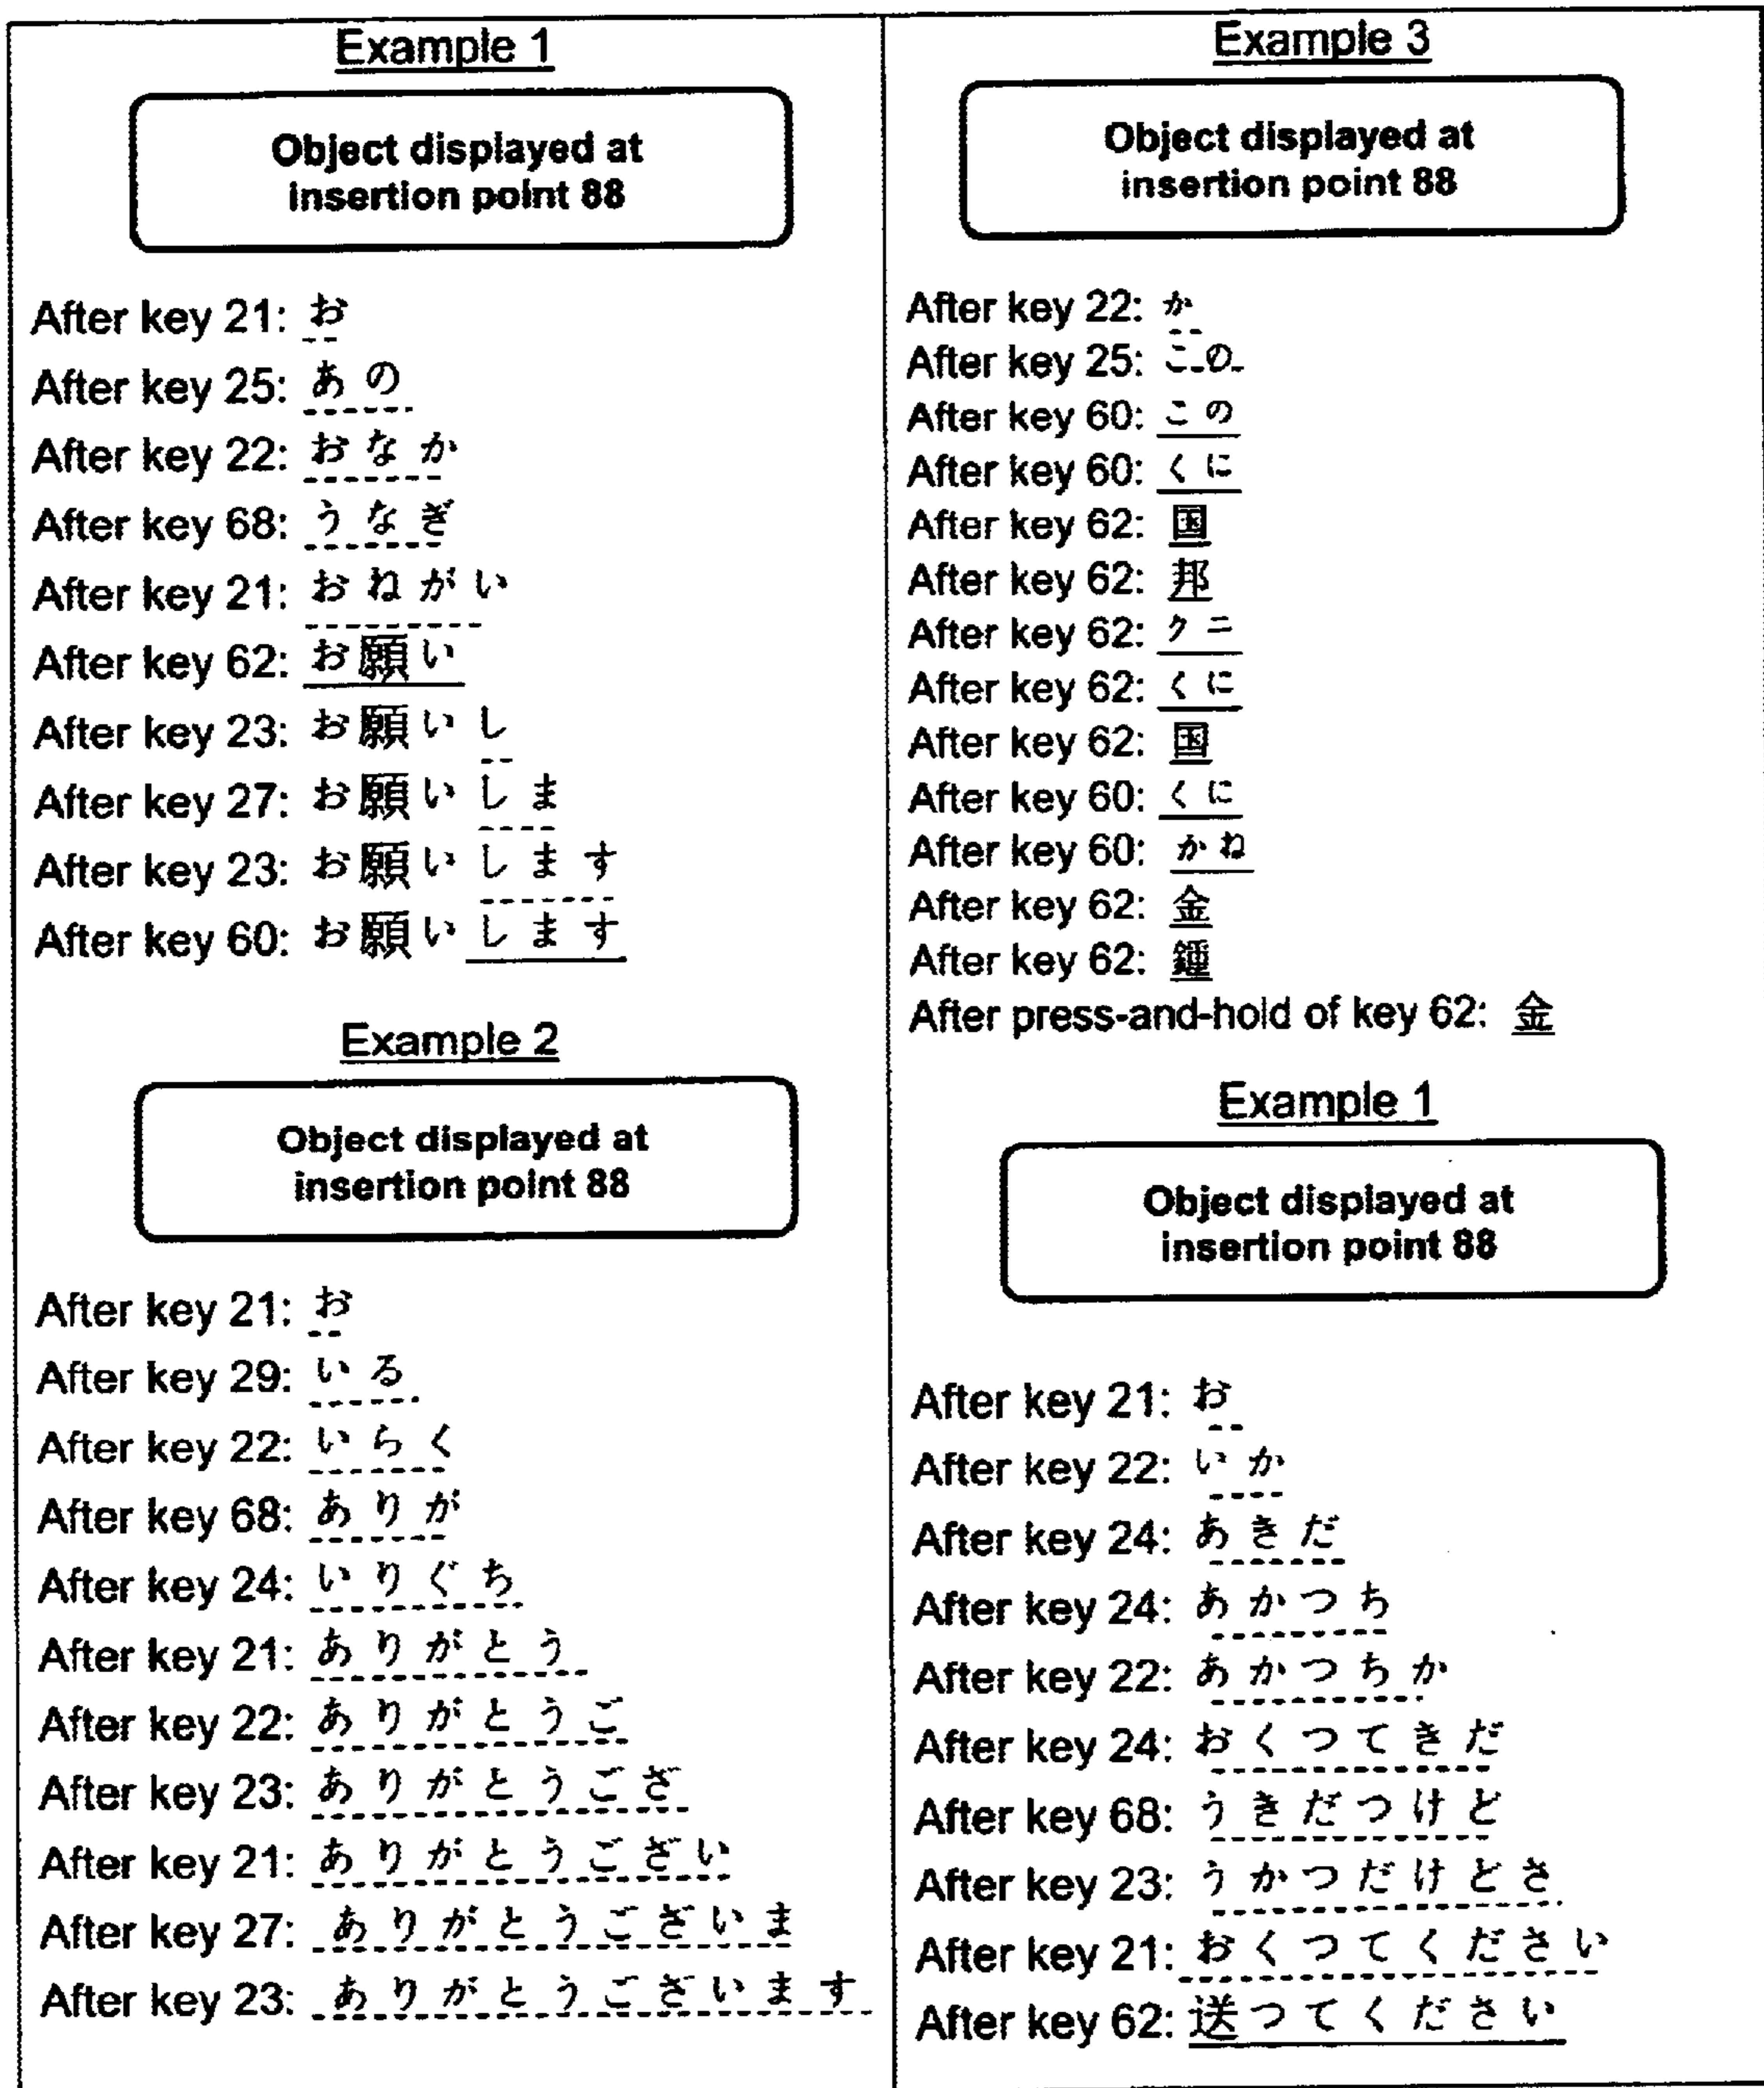 Example 1
Object displayed at
insertion point 88
After key 21: お
After key 25: あの
After key 22: おなか
After key 68: うなぎ
After key 21: おねがい
After key 62: お願い
After key 23: お願いし
After key 27: お願いしま
After key 23: お願いします
After key 60: お願いします
Example 2
Object displayed at
insertion point 88
After key 21: お
After key 29: いる
After key 22: いらく
After key 68: ありが
After key 24: いりぐち
After key 21: ありがとう
After key 22: ありがとうご
After key 23: ありがとうござ
After key 21: ありがとうござい
After key 27: ありがとうございま
After key 23: ありがとうございます
Example 3
Object displayed at
insertion point 88
After key 22: か
After key 25: この
After key 60: この
After key 60: くに
After key 62: 国
After key 62: 邦
After key 62: クニ
After key 62: くに
After key 62: 国
After key 60: くに
After key 60: かね
After key 62: 金
After key 62: 鍾
After press-and-hold of key 62: 金
Example 1
Object displayed at
insertion point 88
After key 21: お
After key 22: いか
After key 24: あきだ
After key 24: あかつち
After key 22: あかつちか
After key 24: おくつてきだ
After key 68: うきだつけど
After key 23: うかつだけどさ
After key 21: おくつてください
After key 62: 送つてください